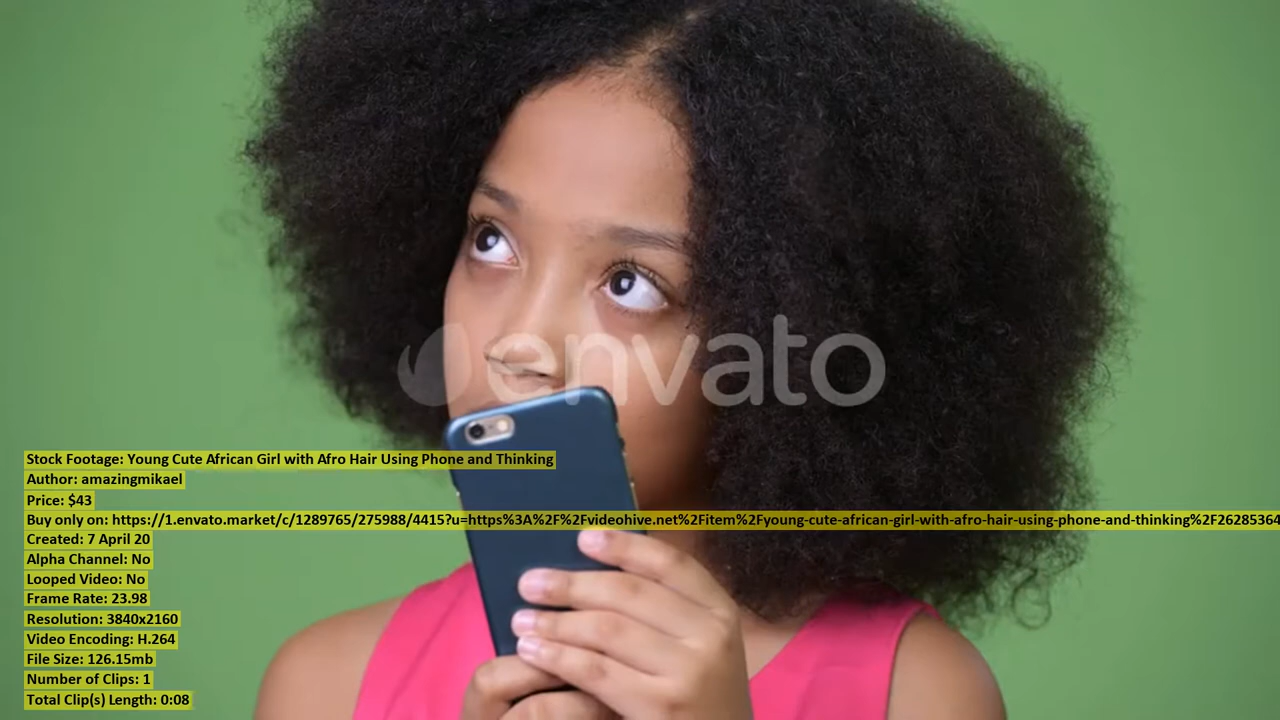 envato
Stock Footage: Young Cute African Girl with Afro Hair Using Phone and Thinking
Author: amazingmikael
Price: $43
Buy only on: https://1.envato.market/c/1289765/275988/4415?u=https%3A%2F%2Fvideohive.net%2Fitem%2Fyoung-cute-african-girl-with-afro-hair-using-phone-and-thinking%2F26285364
Created: 7 April 20
Alpha Channel: No
Looped Video: No
Frame Rate: 23.98
Resolution: 3840x2160
Video Encoding: H.264
File Size: 126.15mb
Number of Clips: 1
Total Clip(s) Length: 0:08